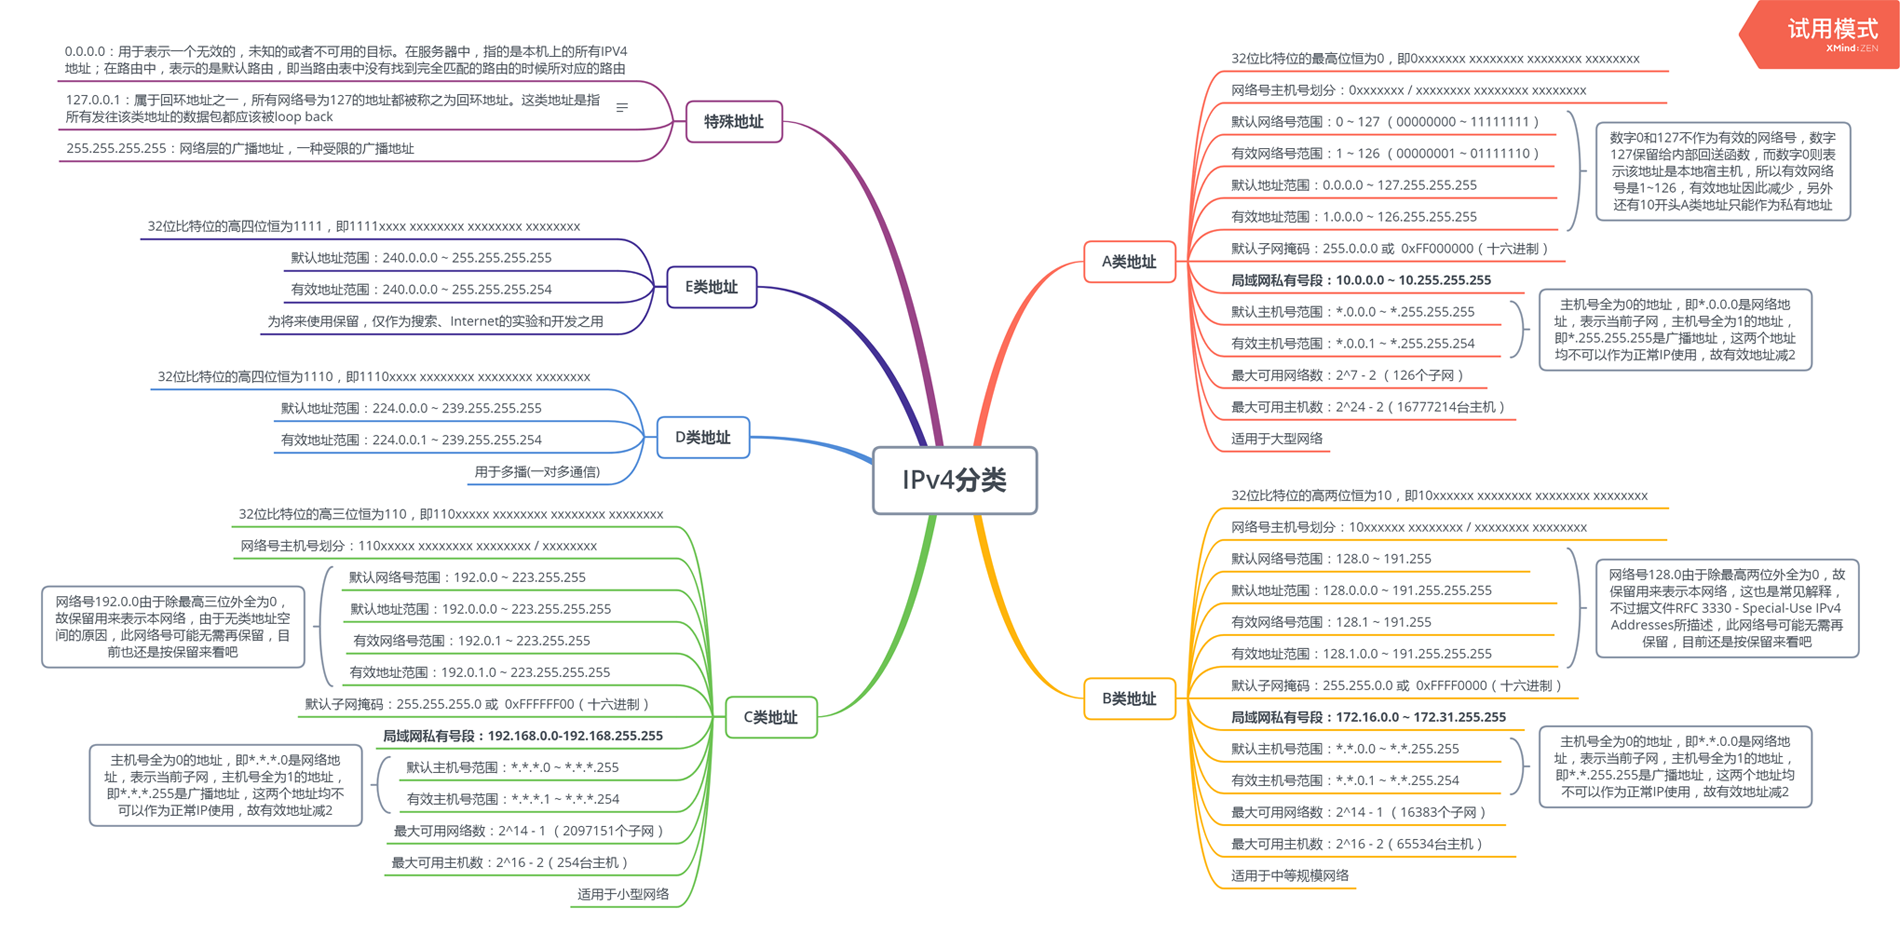 试用模式
XMind:ZEN
IPv4分类
特殊地址
0.0.0.0：用于表示一个无效的，未知的或者不可用的目标。在服务器中，指的是本机上的所有IPV4
地址；在路由中，表示的是默认路由，即当路由表中没有找到完全匹配的路由的时候所对应的路由
127.0.0.1：属于回环地址之一，所有网络号为127的地址都被称之为回环地址。这类地址是指
所有发往该类地址的数据包都应该被loop back
255.255.255.255：网络层的广播地址，一种受限的广播地址
E类地址
32位比特位的高四位恒为1111，即1111xxxx xxxxxxxx xxxxxxxx xxxxxxxx
默认地址范围：240.0.0.0 ~ 255.255.255.255
有效地址范围：240.0.0.0 ~ 255.255.255.254
为将来使用保留，仅作为搜索、Internet的实验和开发之用
D类地址
32位比特位的高四位恒为1110，即1110xxxx xxxxxxxx xxxxxxxx xxxxxxxx
默认地址范围：224.0.0.0 ~ 239.255.255.255
有效地址范围：224.0.0.1 ~ 239.255.255.254
用于多播(一对多通信)
C类地址
32位比特位的高三位恒为110，即110xxxxx xxxxxxxx xxxxxxxx xxxxxxxx
网络号主机号划分：110xxxxx xxxxxxxx xxxxxxxx / xxxxxxxx
默认网络号范围：192.0.0 ~ 223.255.255
默认地址范围：192.0.0.0 ~ 223.255.255.255
有效网络号范围：192.0.1 ~ 223.255.255
有效地址范围：192.0.1.0 ~ 223.255.255.255
网络号192.0.0由于除最高三位外全为0，
故保留用来表示本网络，由于无类地址空
间的原因，此网络号可能无需再保留，目
前也还是按保留来看吧
默认子网掩码：255.255.255.0 或 0xFFFFFF00（十六进制）
局域网私有号段：192.168.0.0-192.168.255.255
默认主机号范围：*.*.*.0 ~ *.*.*.255
有效主机号范围：*.*.*.1 ~ *.*.*.254
主机号全为0的地址，即*.*.*.0是网络地
址，表示当前子网，主机号全为1的地址，
即*.*.*.255是广播地址，这两个地址均不
可以作为正常IP使用，故有效地址减2
最大可用网络数：2^14 - 1 （2097151个子网）
最大可用主机数：2^16 - 2（254台主机）
适用于小型网络
A类地址
32位比特位的最高位恒为0，即0xxxxxxx xxxxxxxx xxxxxxxx xxxxxxxx
网络号主机号划分：0xxxxxxx / xxxxxxxx xxxxxxxx xxxxxxxx
默认网络号范围：0 ~ 127 （00000000 ~ 11111111）
有效网络号范围：1 ~ 126 （00000001 ~ 01111110）
默认地址范围：0.0.0.0 ~ 127.255.255.255
有效地址范围：1.0.0.0 ~ 126.255.255.255
数字0和127不作为有效的网络号，数字
127保留给内部回送函数，而数字0则表
示该地址是本地宿主机，所以有效网络
号是1~126，有效地址因此减少，另外
还有10开头A类地址只能作为私有地址
默认子网掩码：255.0.0.0 或 0xFF000000（十六进制）
局域网私有号段：10.0.0.0 ~ 10.255.255.255
默认主机号范围：*.0.0.0 ~ *.255.255.255
有效主机号范围：*.0.0.1 ~ *.255.255.254
主机号全为0的地址，即*.0.0.0是网络地
址，表示当前子网，主机号全为1的地址，
即*.255.255.255是广播地址，这两个地址
均不可以作为正常IP使用，故有效地址减2
最大可用网络数：2^7 - 2 （126个子网）
最大可用主机数：2^24 - 2（16777214台主机）
适用于大型网络
B类地址
32位比特位的高两位恒为10，即10xxxxxx xxxxxxxx xxxxxxxx xxxxxxxx
网络号主机号划分：10xxxxxx xxxxxxxx / xxxxxxxx xxxxxxxx
默认网络号范围：128.0 ~ 191.255
默认地址范围：128.0.0.0 ~ 191.255.255.255
有效网络号范围：128.1 ~ 191.255
有效地址范围：128.1.0.0 ~ 191.255.255.255
网络号128.0由于除最高两位外全为0，故
保留用来表示本网络，这也是常见解释，
不过据文件RFC 3330 - Special-Use IPv4
Addresses所描述，此网络号可能无需再
保留，目前还是按保留来看吧
默认子网掩码：255.255.0.0 或 0xFFFF0000（十六进制）
局域网私有号段：172.16.0.0 ~ 172.31.255.255
默认主机号范围：*.*.0.0 ~ *.*.255.255
有效主机号范围：*.*.0.1 ~ *.*.255.254
主机号全为0的地址，即*.*.0.0是网络地
址，表示当前子网，主机号全为1的地址，
即*.*.255.255是广播地址，这两个地址均
不可以作为正常IP使用，故有效地址减2
最大可用网络数：2^14 - 1 （16383个子网）
最大可用主机数：2^16 - 2（65534台主机）
适用于中等规模网络